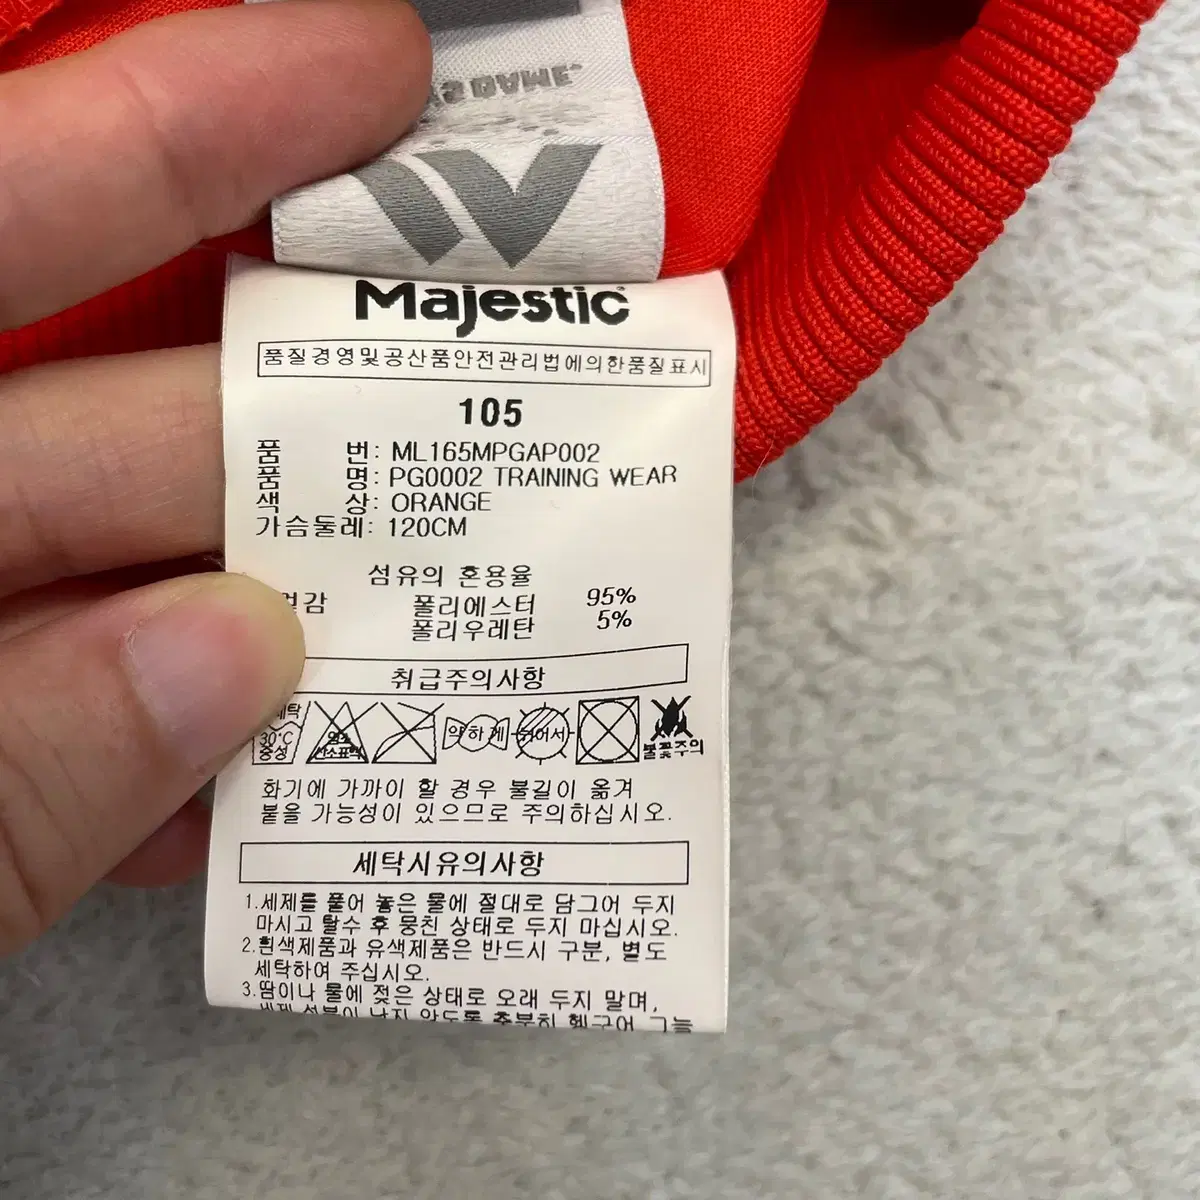 Majestic
품질경영및공산품안전관리법에의한품질표시
105
품 번: ML165MPGAP002
품 명: PG0002 TRAINING WEAR
색 상: ORANGE
가슴둘레: 120CM
섬유의 혼용율
겉감 폴리에스터 95%
폴리우레탄 5%
취급주의사항
30°C
중성
산소표백
약하게
불꽃주의
화기에 가까이 할 경우 불길이 옮겨
붙을 가능성이 있으므로 주의하십시오.
세탁시유의사항
1.세제를 풀어 놓은 물에 절대로 담그어 두지
마시고 탈수 후 뭉친 상태로 두지 마십시오.
2.흰색제품과 유색제품은 반드시 구분, 별도
세탁하여 주십시오.
3.땀이나 물에 젖은 상태로 오래 두지 말며,